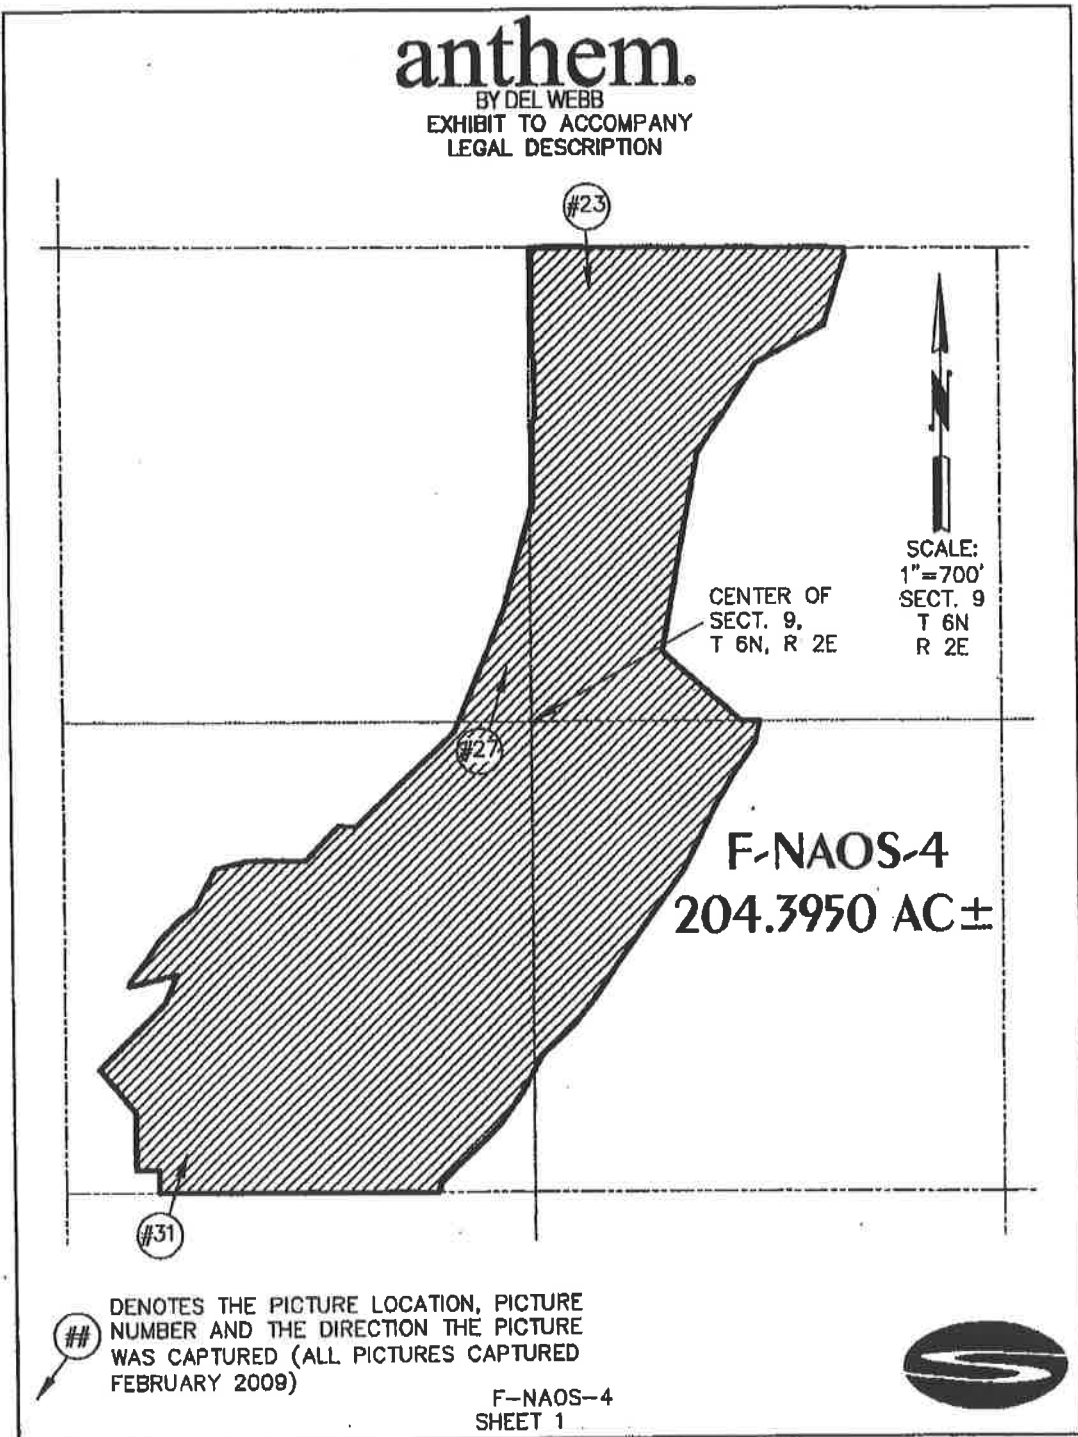 anthem.
BY DEL WEBB
EXHIBIT TO ACCOMPANY
LEGAL DESCRIPTION
#23
N
SCALE:
1"=700'
SECT. 9
T 6N
R 2E
CENTER OF
SECT. 9,
T 6N, R 2E
#27
F-NAOS-4
204.3950 AC±
#31
##
DENOTES THE PICTURE LOCATION, PICTURE
NUMBER AND THE DIRECTION THE PICTURE
WAS CAPTURED (ALL PICTURES CAPTURED
FEBRUARY 2009)
F-NAOS-4
SHEET 1